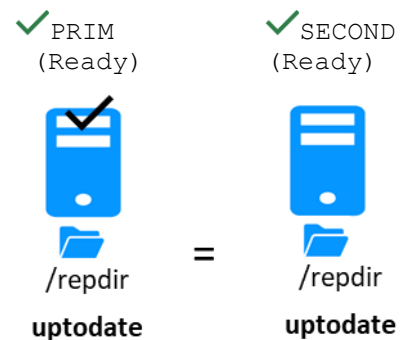 PRIM
(Ready)
SECOND
(Ready)
/repdir
=
/repdir
uptodate
uptodate